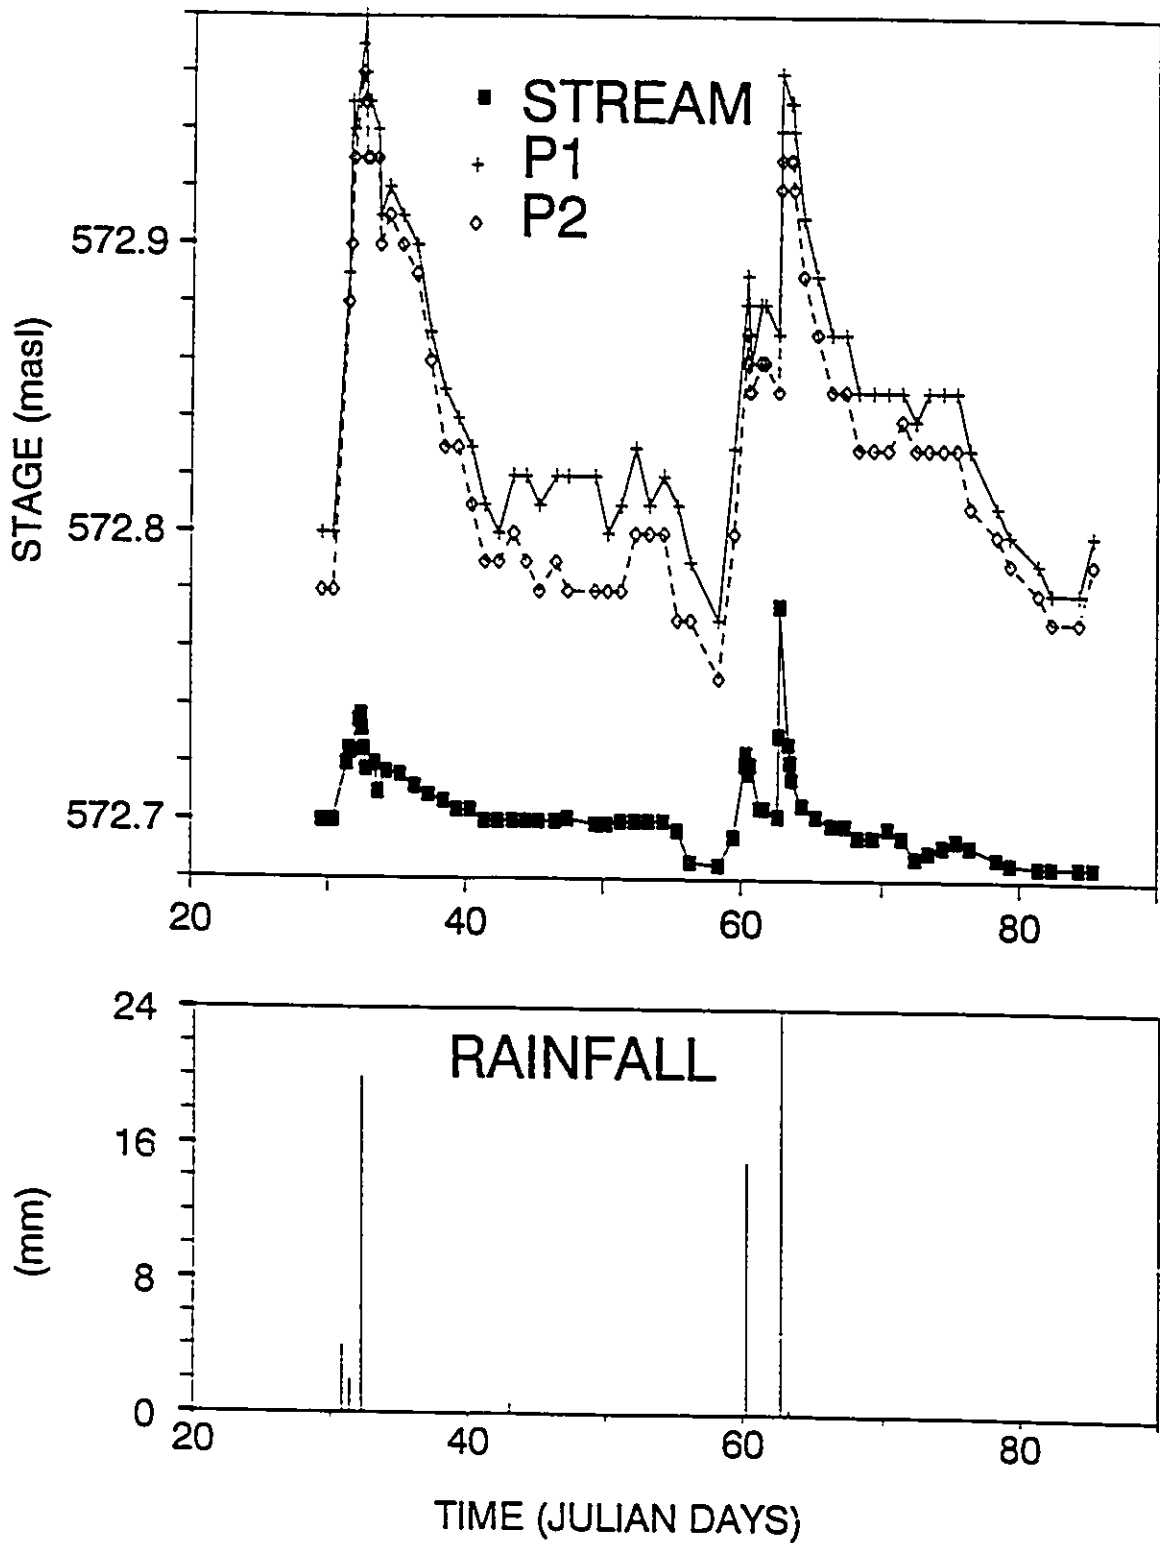 STREAM
P1
P2
572.9
572.8
572.7
STAGE (masl)
20 40 60 80
RAINFALL
24
16
8
0
(mm)
20 40 60 80
TIME (JULIAN DAYS)